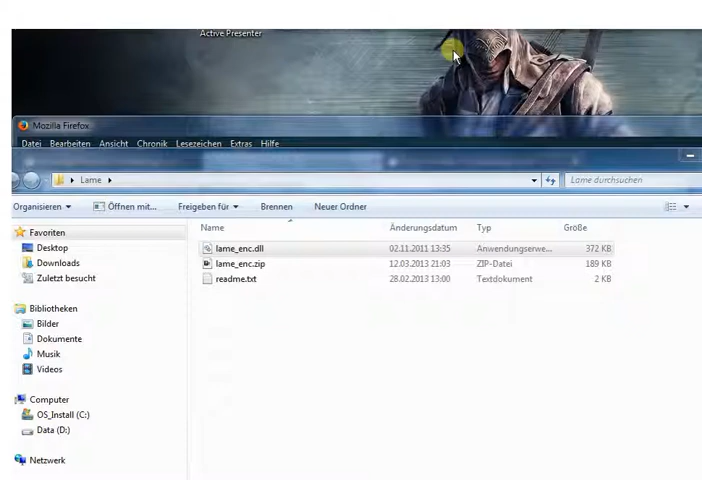 Active Presenter
Mozilla Firefox
Datei Bearbeiten Ansicht Chronik Lesezeichen Extras Hilfe
Lame
Lame durchsuchen
Organisieren Öffnen mit... Freigeben für Brennen Neuer Ordner
Name Änderungsdatum Typ Größe
Favoriten
Desktop
Downloads
Zuletzt besucht
lame_enc.dll 02.11.2011 13:35 Anwendungserwe... 372 KB
lame_enc.zip 12.03.2013 21:03 ZIP-Datei 189 KB
readme.txt 28.02.2013 13:00 Textdokument 2 KB
Bibliotheken
Bilder
Dokumente
Musik
Videos
Computer
OS_Install (C:)
Data (D:)
Netzwerk